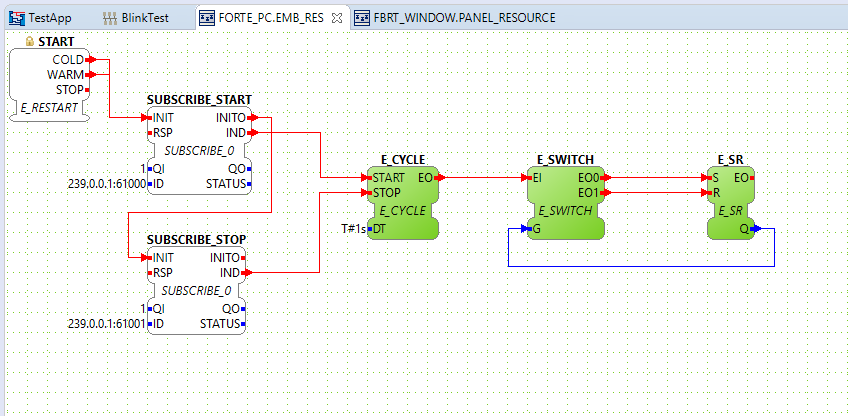 TestApp BlinkTest FORTE_PC.EMB_RES FBRT_WINDOW.PANEL_RESOURCE
START
COLD
WARM
STOP
E_RESTART
SUBSCRIBE_START
INIT INITO
RSP IND
SUBSCRIBE_0
1 QI QO
239.0.0.1:61000 ID STATUS
SUBSCRIBE_STOP
INIT INITO
RSP IND
SUBSCRIBE_0
1 QI QO
239.0.0.1:61001 ID STATUS
E_CYCLE
START EO
STOP
E_CYCLE
T#1s DT
E_SWITCH
EI EO0
EO1
E_SWITCH
G
E_SR
S EO
R
E_SR
Q